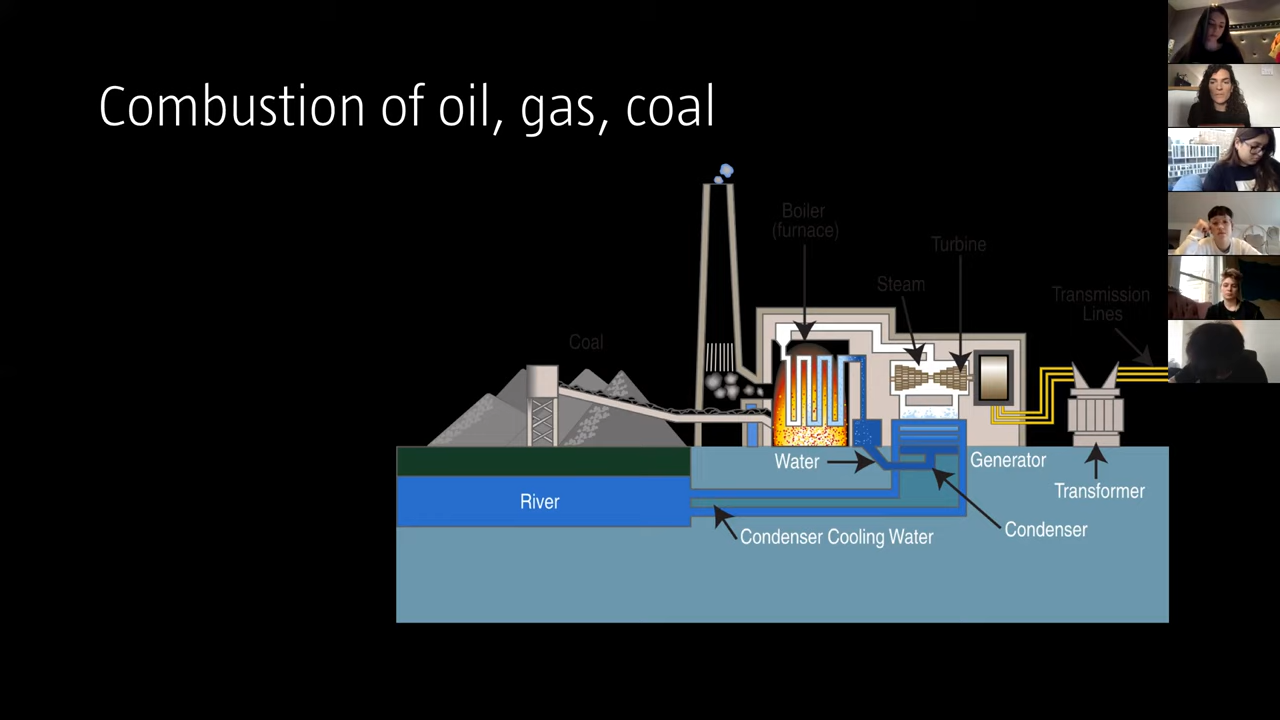 Combustion of oil, gas, coal
Boiler
(furnace)
Turbine
Steam
Transmission
Lines
Coal
Water
Generator
River
Transformer
Condenser
Condenser Cooling Water